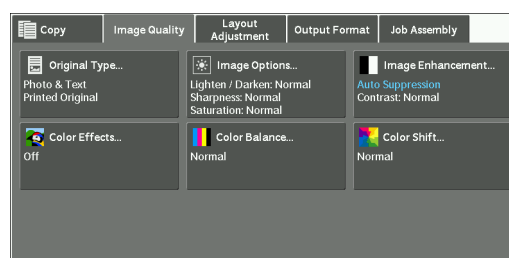 Copy
Image Quality
Layout
Adjustment
Output Format
Job Assembly
Original Type...
Photo & Text
Printed Original
Image Options...
Lighten / Darken: Normal
Sharpness: Normal
Saturation: Normal
Image Enhancement...
Auto Suppression
Contrast: Normal
Color Effects...
Off
Color Balance...
Normal
Color Shift...
Normal